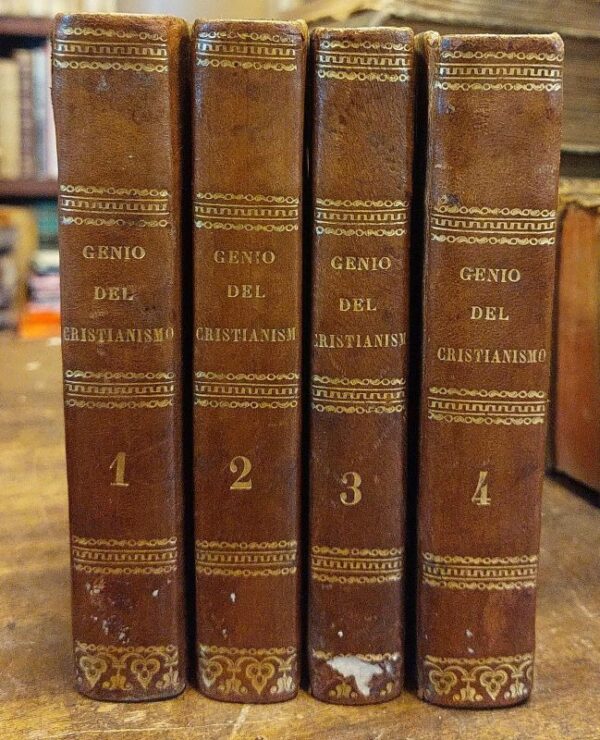 GENIO
DEL
CRISTIANISMO
1
GENIO
DEL
CRISTIANISM
2
GENIO
DEL
CRISTIANISM
3
GENIO
DEL
CRISTIANISMO
4